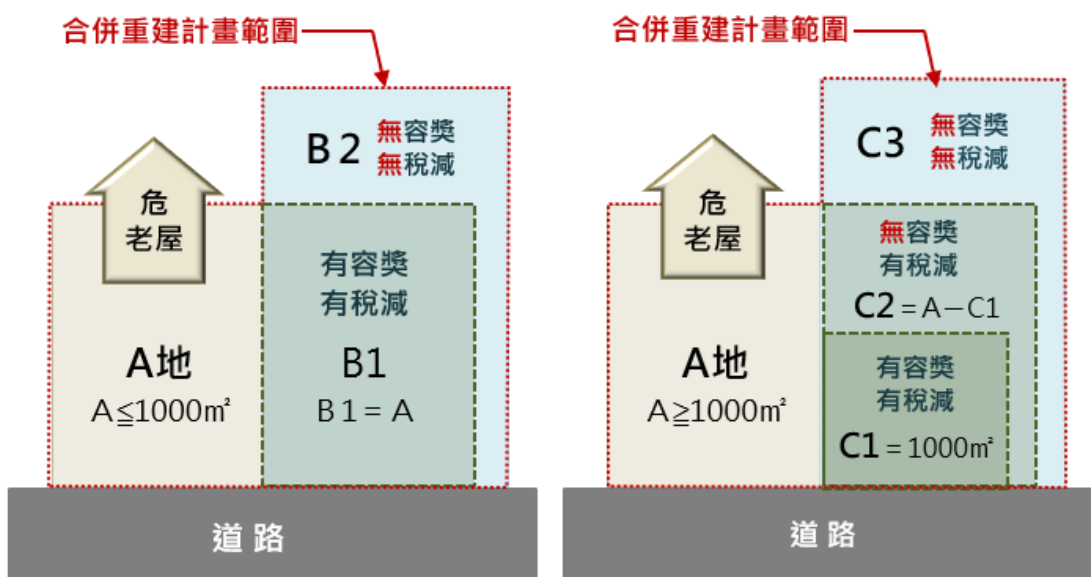 合併重建計畫範圍
B2
無容獎
無稅減
危
老屋
有容獎
有稅減
A地
A≦1000㎡
B1
B1=A
道路
合併重建計畫範圍
C3
無容獎
無稅減
危
老屋
無容獎
有稅減
C2=A－C1
A地
A≧1000㎡
有容獎
有稅減
C1=1000㎡
道路